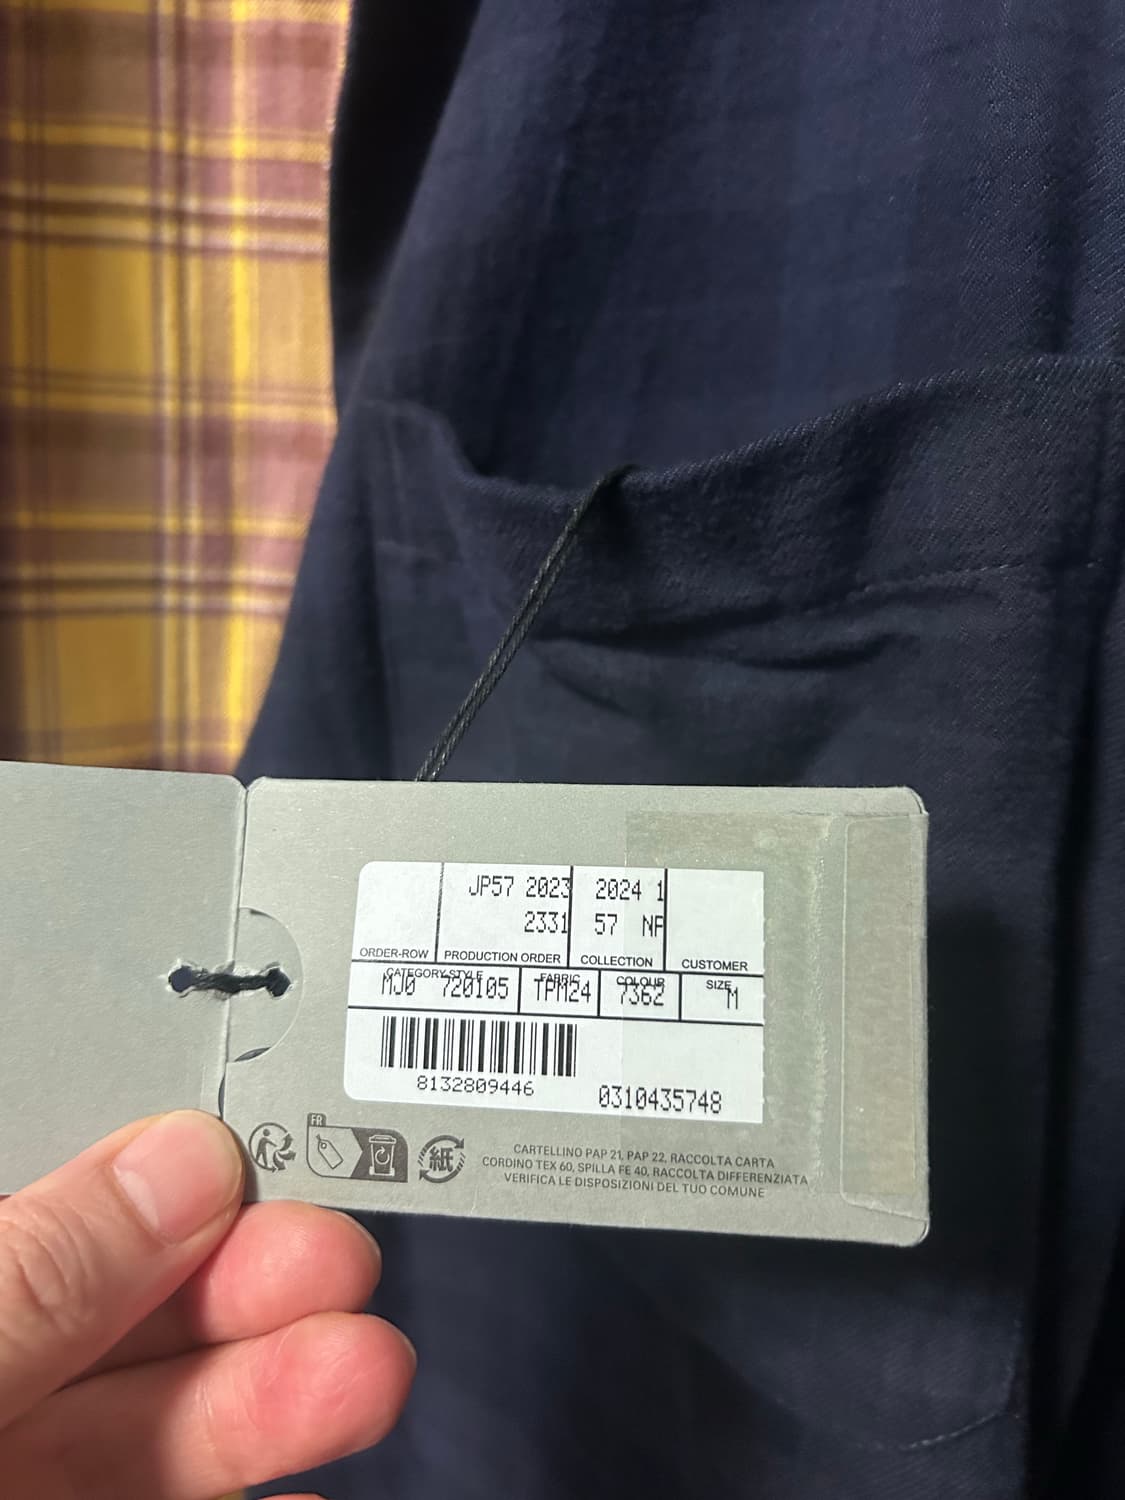 JP57 2023 2024 1
2331 57 NF
ORDER-ROW PRODUCTION ORDER COLLECTION CUSTOMER
CATEGORY STYLE FABRIC COLOUR SIZE
MJ0 720105 TPM24 7362 M
8132809446 0310435748
FR
紙
CARTELLINO PAP 21, PAP 22, RACCOLTA CARTA
CORDINO TEX 60, SPILLA FE 40, RACCOLTA DIFFERENZIATA
VERIFICA LE DISPOSIZIONI DEL TUO COMUNE